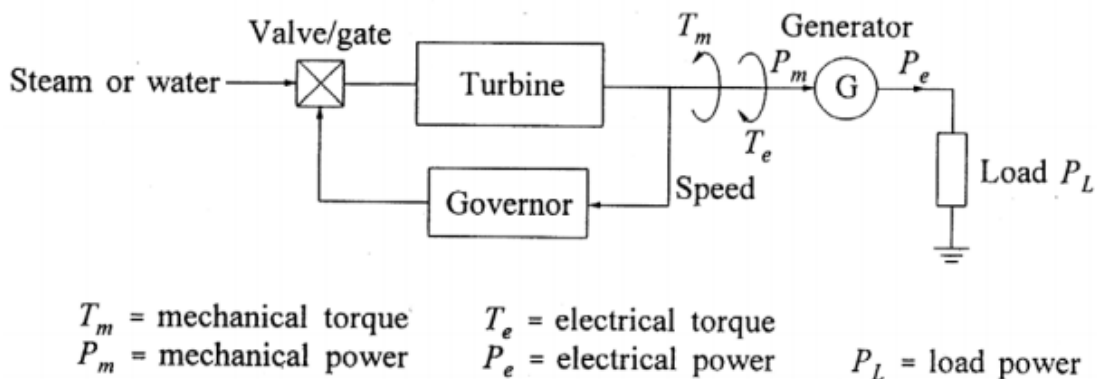 Valve/gate
Generator
Steam or water
Turbine
T_m
P_m
G
P_e
T_e
Load P_L
Governor
Speed
T_m = mechanical torque
T_e = electrical torque
P_m = mechanical power
P_e = electrical power
P_L = load power